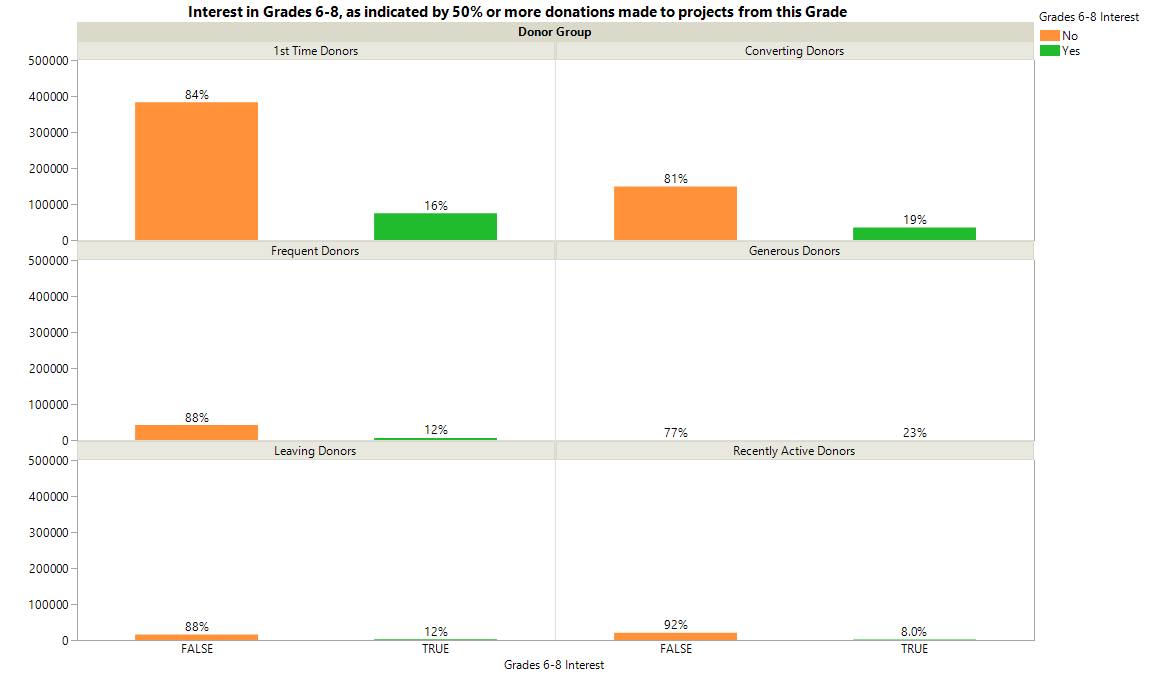 Interest in Grades 6-8, as indicated by 50% or more donations made to projects from this Grade
Grades 6-8 Interest
No
Yes
Donor Group
1st Time Donors
Converting Donors
500000
400000
300000
200000
100000
0
84%
16%
81%
19%
Frequent Donors
Generous Donors
500000
400000
300000
200000
100000
0
88%
12%
77%
23%
Leaving Donors
Recently Active Donors
500000
400000
300000
200000
100000
0
88%
12%
92%
8.0%
FALSE
TRUE
FALSE
TRUE
Grades 6-8 Interest